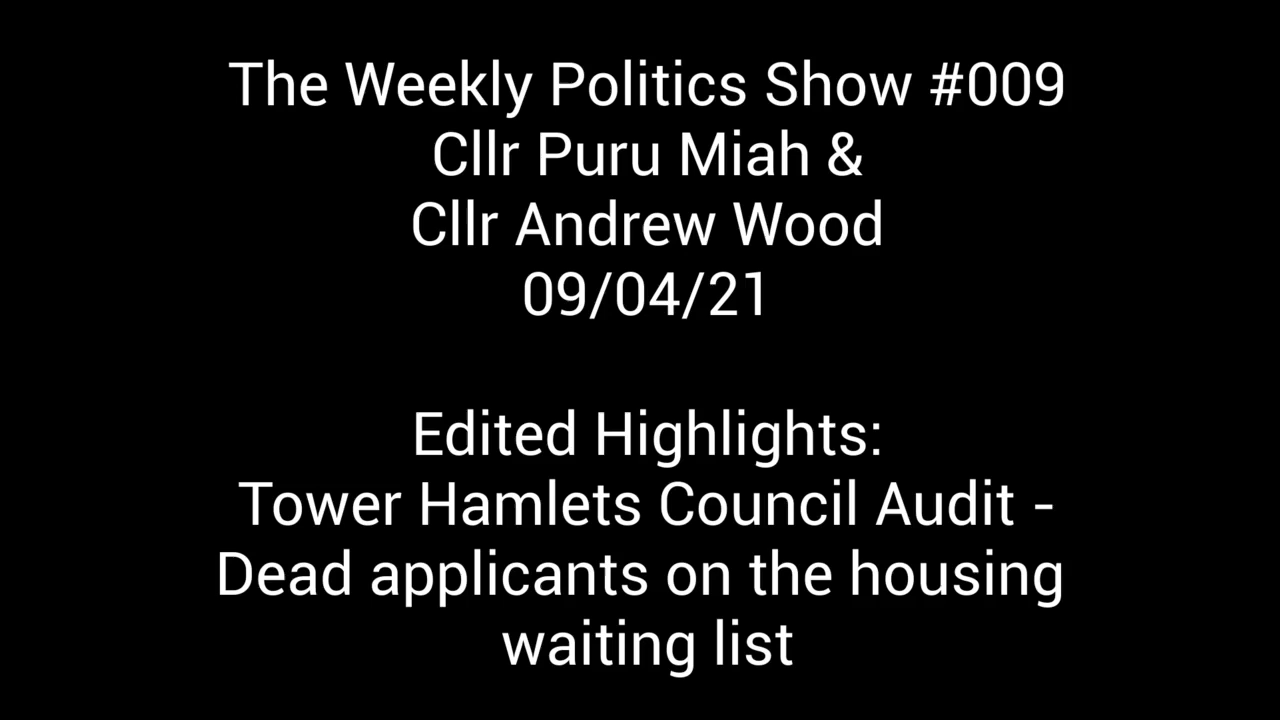 The Weekly Politics Show #009
Cllr Puru Miah &
Cllr Andrew Wood
09/04/21
Edited Highlights:
Tower Hamlets Council Audit -
Dead applicants on the housing
waiting list